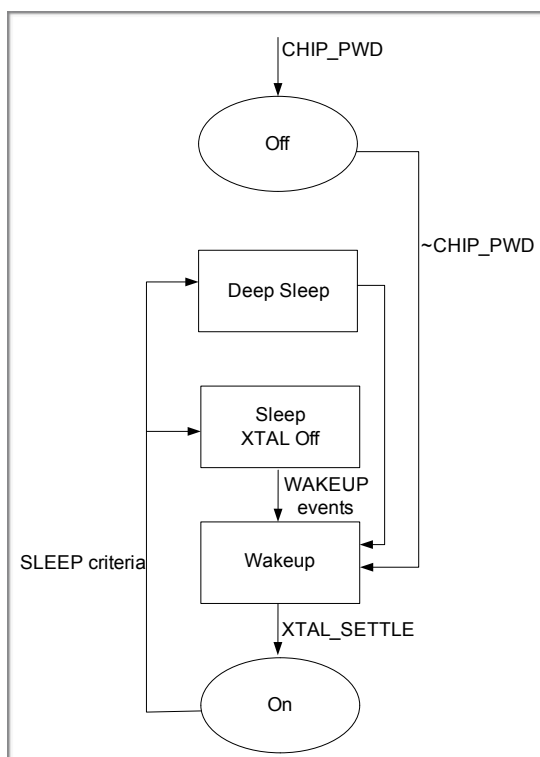 CHIP_PWD
Off
~CHIP_PWD
Deep Sleep
Sleep
XTAL Off
WAKEUP
events
SLEEP criteria
Wakeup
XTAL_SETTLE
On